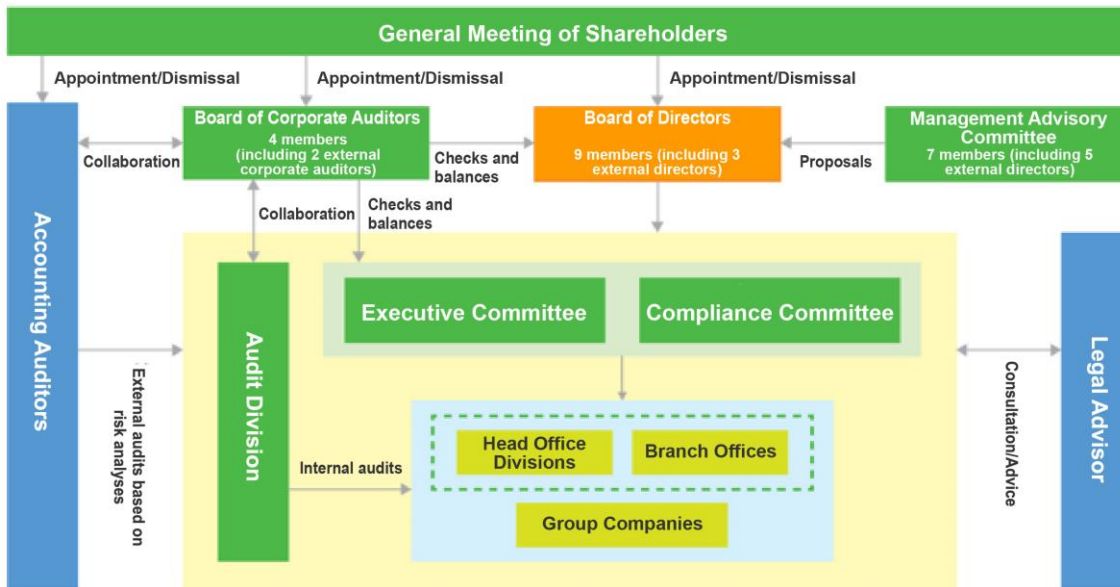 General Meeting of Shareholders
Appointment/Dismissal
Appointment/Dismissal
Appointment/Dismissal
Board of Corporate Auditors
4 members
(including 2 external
corporate auditors)
Board of Directors
9 members (including 3
external directors)
Management Advisory
Committee
7 members (including 5
external directors)
Collaboration
Checks and
balances
Proposals
Collaboration
Checks and
balances
Accounting Auditors
Audit Division
Executive Committee
Compliance Committee
Legal Advisor
External audits based on
risk analyses
Consultation/Advice
Internal audits
Head Office
Divisions
Branch Offices
Group Companies